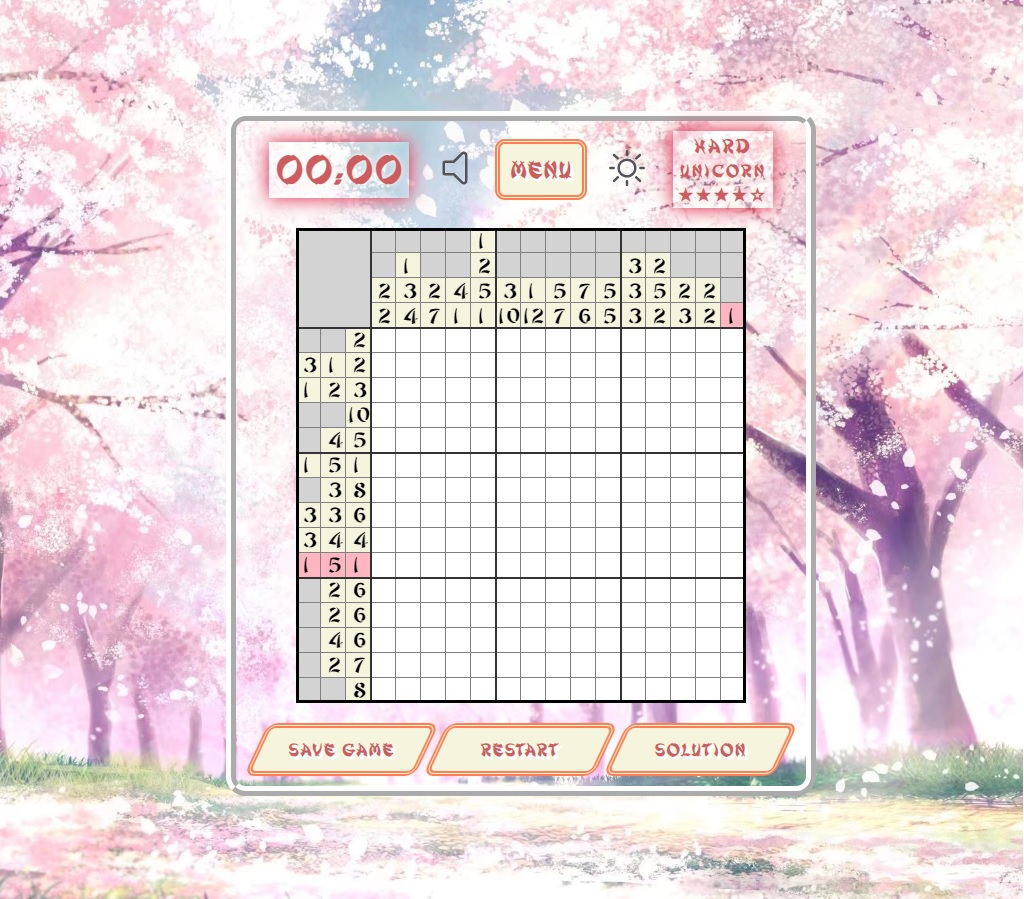 00:00
MENU
HARD
UNICORN
1
1 2 3 2
2 3 2 4 5 3 1 5 7 5 3 5 2 2
2 4 7 1 1 10 12 7 6 5 3 2 3 2 1
2
3 1 2
1 2 3
10
4 5
1 5 1
3 8
3 3 6
3 4 4
1 5 1
2 6
2 6
4 6
2 7
8
SAVE GAME RESTART SOLUTION